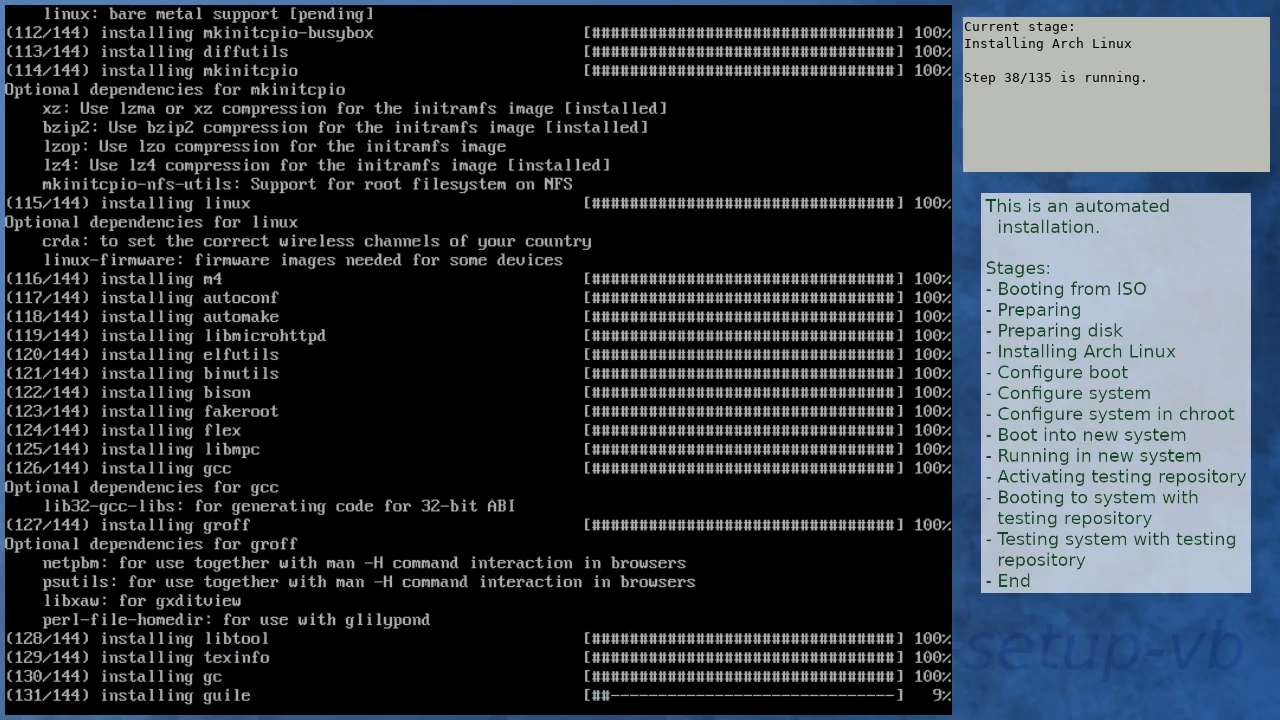 linux: bare metal support [pending]
(112/144) installing mkinitcpio-busybox [#################################] 100%
(113/144) installing diffutils [#################################] 100%
(114/144) installing mkinitcpio [#################################] 100%
Optional dependencies for mkinitcpio
xz: Use lzma or xz compression for the initramfs image [installed]
bzip2: Use bzip2 compression for the initramfs image [installed]
lzop: Use lzo compression for the initramfs image
lz4: Use lz4 compression for the initramfs image [installed]
mkinitcpio-nfs-utils: Support for root filesystem on NFS
(115/144) installing linux [#################################] 100%
Optional dependencies for linux
crda: to set the correct wireless channels of your country
linux-firmware: firmware images needed for some devices
(116/144) installing m4 [#################################] 100%
(117/144) installing autoconf [#################################] 100%
(118/144) installing automake [#################################] 100%
(119/144) installing libmicrohttpd [#################################] 100%
(120/144) installing elfutils [#################################] 100%
(121/144) installing binutils [#################################] 100%
(122/144) installing bison [#################################] 100%
(123/144) installing fakeroot [#################################] 100%
(124/144) installing flex [#################################] 100%
(125/144) installing libmpc [#################################] 100%
(126/144) installing gcc [#################################] 100%
Optional dependencies for gcc
lib32-gcc-libs: for generating code for 32-bit ABI
(127/144) installing groff [#################################] 100%
Optional dependencies for groff
netpbm: for use together with man -H command interaction in browsers
psutils: for use together with man -H command interaction in browsers
libxaw: for gxditview
perl-file-homedir: for use with glilypond
(128/144) installing libtool [#################################] 100%
(129/144) installing texinfo [#################################] 100%
(130/144) installing gc [#################################] 100%
(131/144) installing guile [##-------------------------------] 9%
Current stage:
Installing Arch Linux
Step 38/135 is running.
This is an automated
installation.
Stages:
- Booting from ISO
- Preparing
- Preparing disk
- Installing Arch Linux
- Configure boot
- Configure system
- Configure system in chroot
- Boot into new system
- Running in new system
- Activating testing repository
- Booting to system with
testing repository
- Testing system with testing
repository
- End
setup-vb